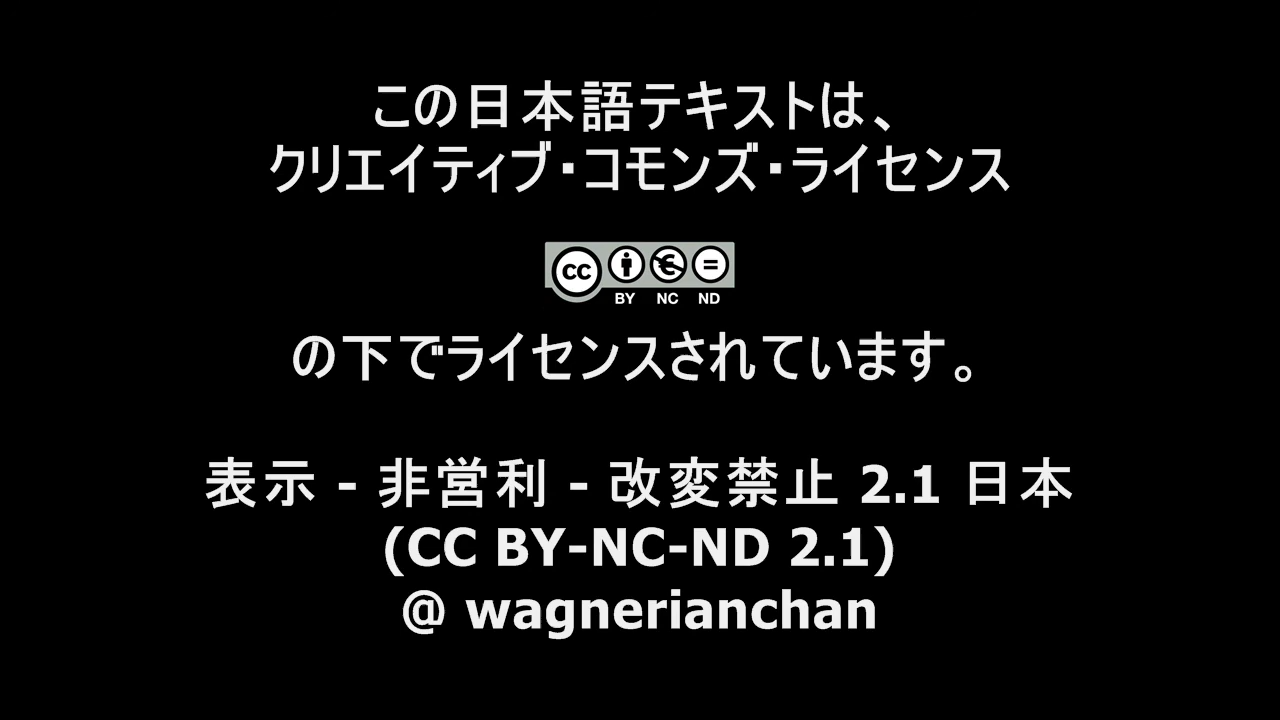 この日本語テキストは、
クリエイティブ・コモンズ・ライセンス
CC
BY NC ND
の下でライセンスされています。
表示 - 非営利 - 改変禁止 2.1 日本
(CC BY-NC-ND 2.1)
@ wagnerianchan